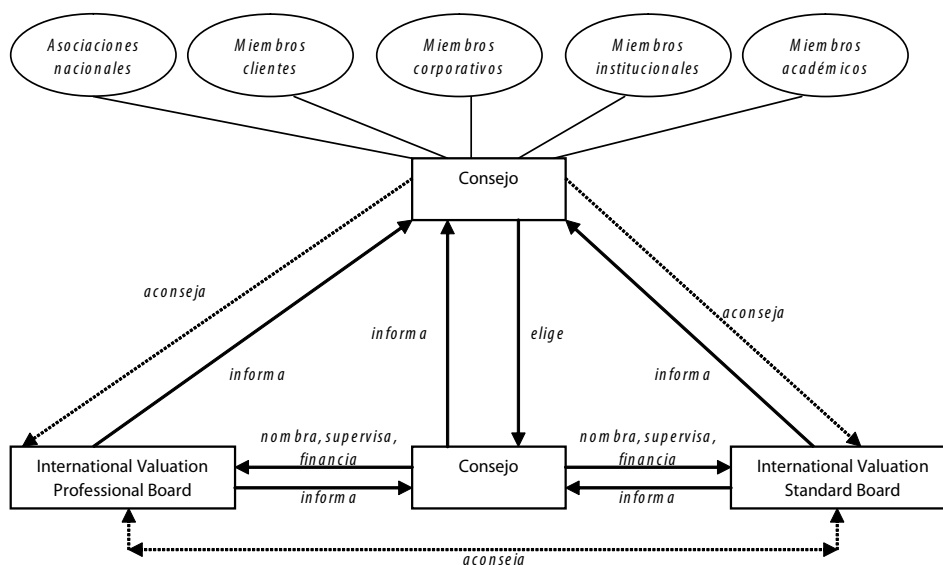 Asociaciones
nacionales
Miembros
clientes
Miembros
corporativos
Miembros
institucionales
Miembros
académicos
Consejo
aconseja
aconseja
informa
elige
informa
informa
nombra, supervisa,
financia
nombra, supervisa,
financia
International Valuation
Professional Board
Consejo
International Valuation
Standard Board
informa
informa
aconseja